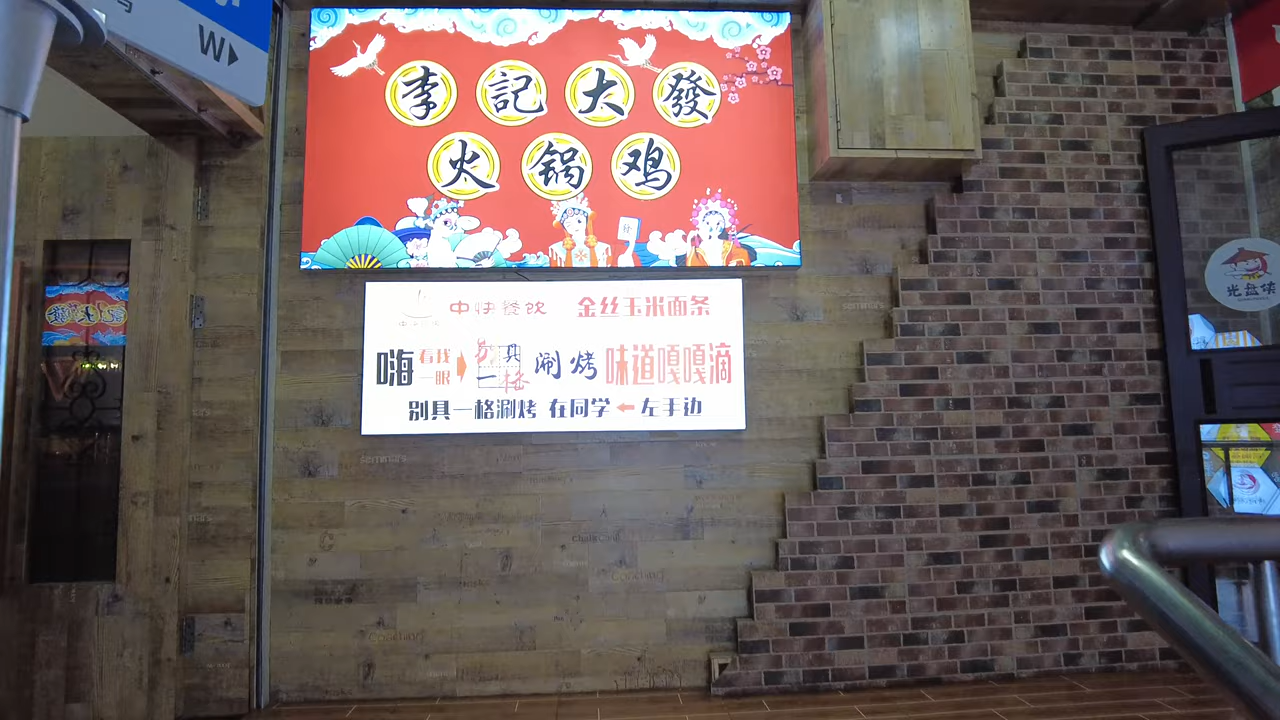 W
李記大發
火锅鸡
中快餐饮 金丝玉米面条
嗨 看我一眼 别具一格 涮烤 味道嘎嘎滴
别具一格涮烤 在同学 左手边
光盘侠